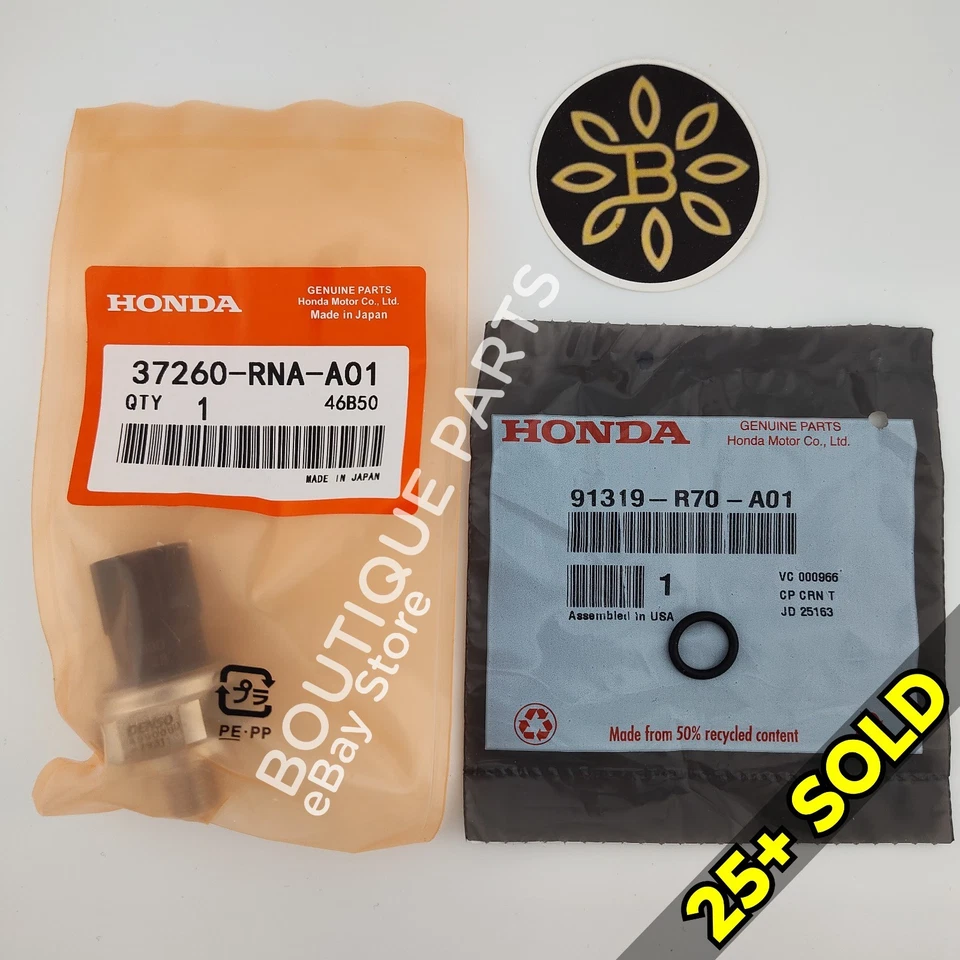 B
HONDA
GENUINE PARTS
Honda Motor Co., Ltd.
Made in Japan
37260-RNA-A01
QTY 1 46B50
MADE IN JAPAN
DENSO
プラ
PE・PP
BOUTIQUE PARTS
eBay Store
HONDA
GENUINE PARTS
Honda Motor Co., Ltd.
91319-R70-A01
1
VC 000966
CP CRN T
Assembled in USA
JD 25163
Made from 50% recycled content
25+ SOLD